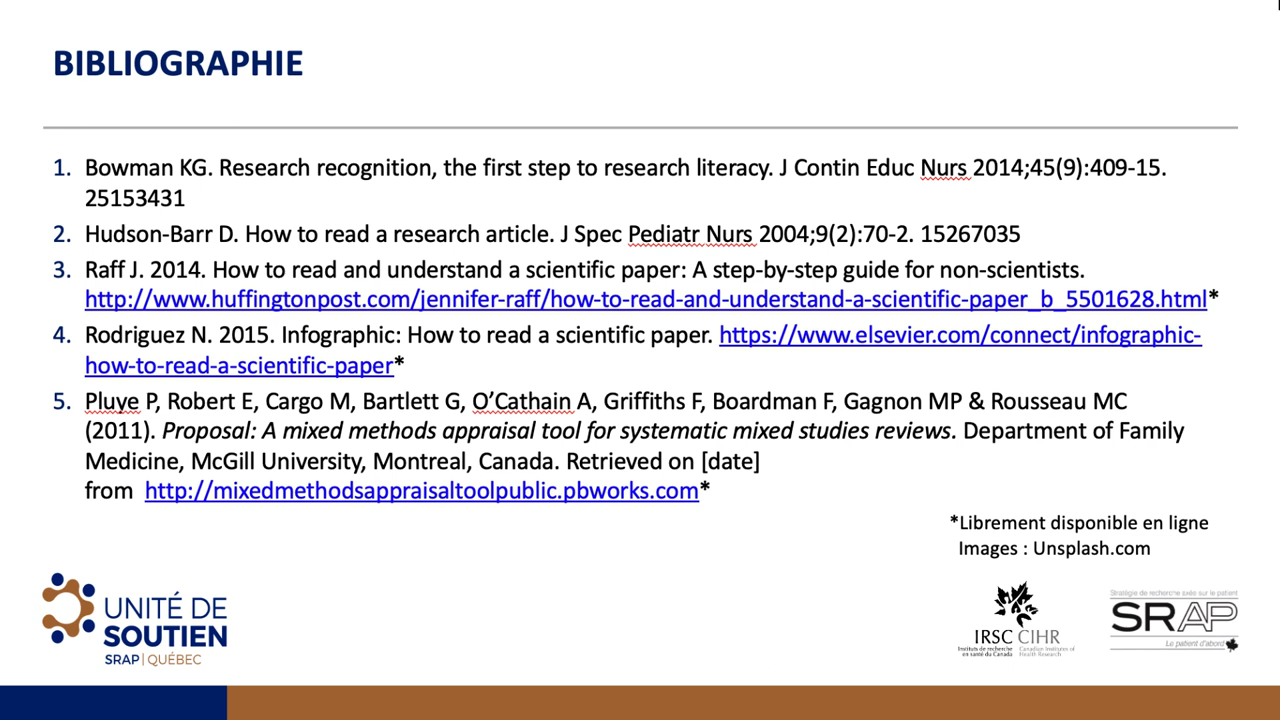 BIBLIOGRAPHIE
1. Bowman KG. Research recognition, the first step to research literacy. J Contin Educ Nurs 2014;45(9):409-15.
25153431
2. Hudson-Barr D. How to read a research article. J Spec Pediatr Nurs 2004;9(2):70-2. 15267035
3. Raff J. 2014. How to read and understand a scientific paper: A step-by-step guide for non-scientists.
http://www.huffingtonpost.com/jennifer-raff/how-to-read-and-understand-a-scientific-paper_b_5501628.html*
4. Rodriguez N. 2015. Infographic: How to read a scientific paper. https://www.elsevier.com/connect/infographic-
how-to-read-a-scientific-paper*
5. Pluye P, Robert E, Cargo M, Bartlett G, O’Cathain A, Griffiths F, Boardman F, Gagnon MP & Rousseau MC
(2011). Proposal: A mixed methods appraisal tool for systematic mixed studies reviews. Department of Family
Medicine, McGill University, Montreal, Canada. Retrieved on [date]
from http://mixedmethodsappraisaltoolpublic.pbworks.com*
*Librement disponible en ligne
Images : Unsplash.com
UNITÉ DE
SOUTIEN
SRAP | QUÉBEC
IRSC CIHR
Instituts de recherche Canadian Institutes of
en santé du Canada Health Research
Stratégie de recherche axée sur le patient
SRAP
Le patient d'abord